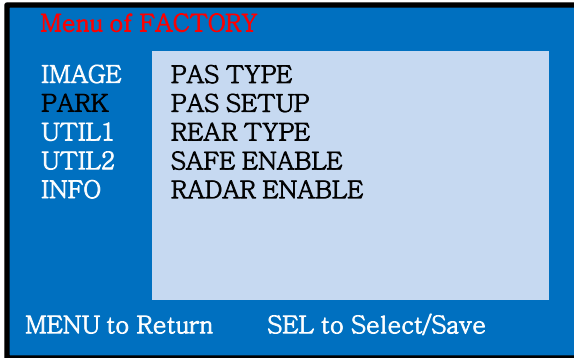 Menu of FACTORY
IMAGE PAS TYPE
PARK PAS SETUP
UTIL1 REAR TYPE
UTIL2 SAFE ENABLE
INFO RADAR ENABLE
MENU to Return SEL to Select/Save